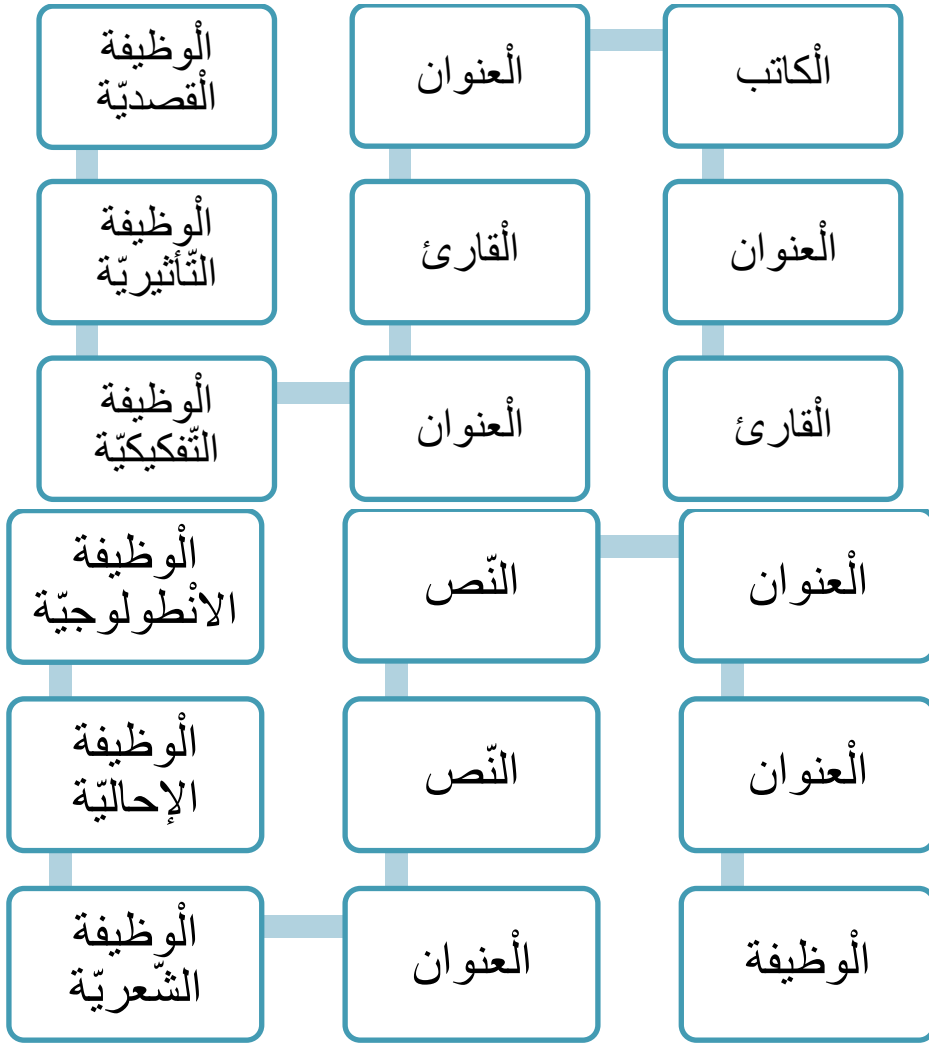 الْكاتب
الْعنوان
الْوظيفة
الْقصديّة
الْعنوان
الْقارئ
الْوظيفة
التّأثيريّة
الْقارئ
الْعنوان
الْوظيفة
التّفكيكيّة
الْعنوان
النّص
الْوظيفة
الانْطولوجيّة
الْعنوان
النّص
الْوظيفة
الإحاليّة
الْوظيفة
الْعنوان
الْوظيفة
الشّعريّة